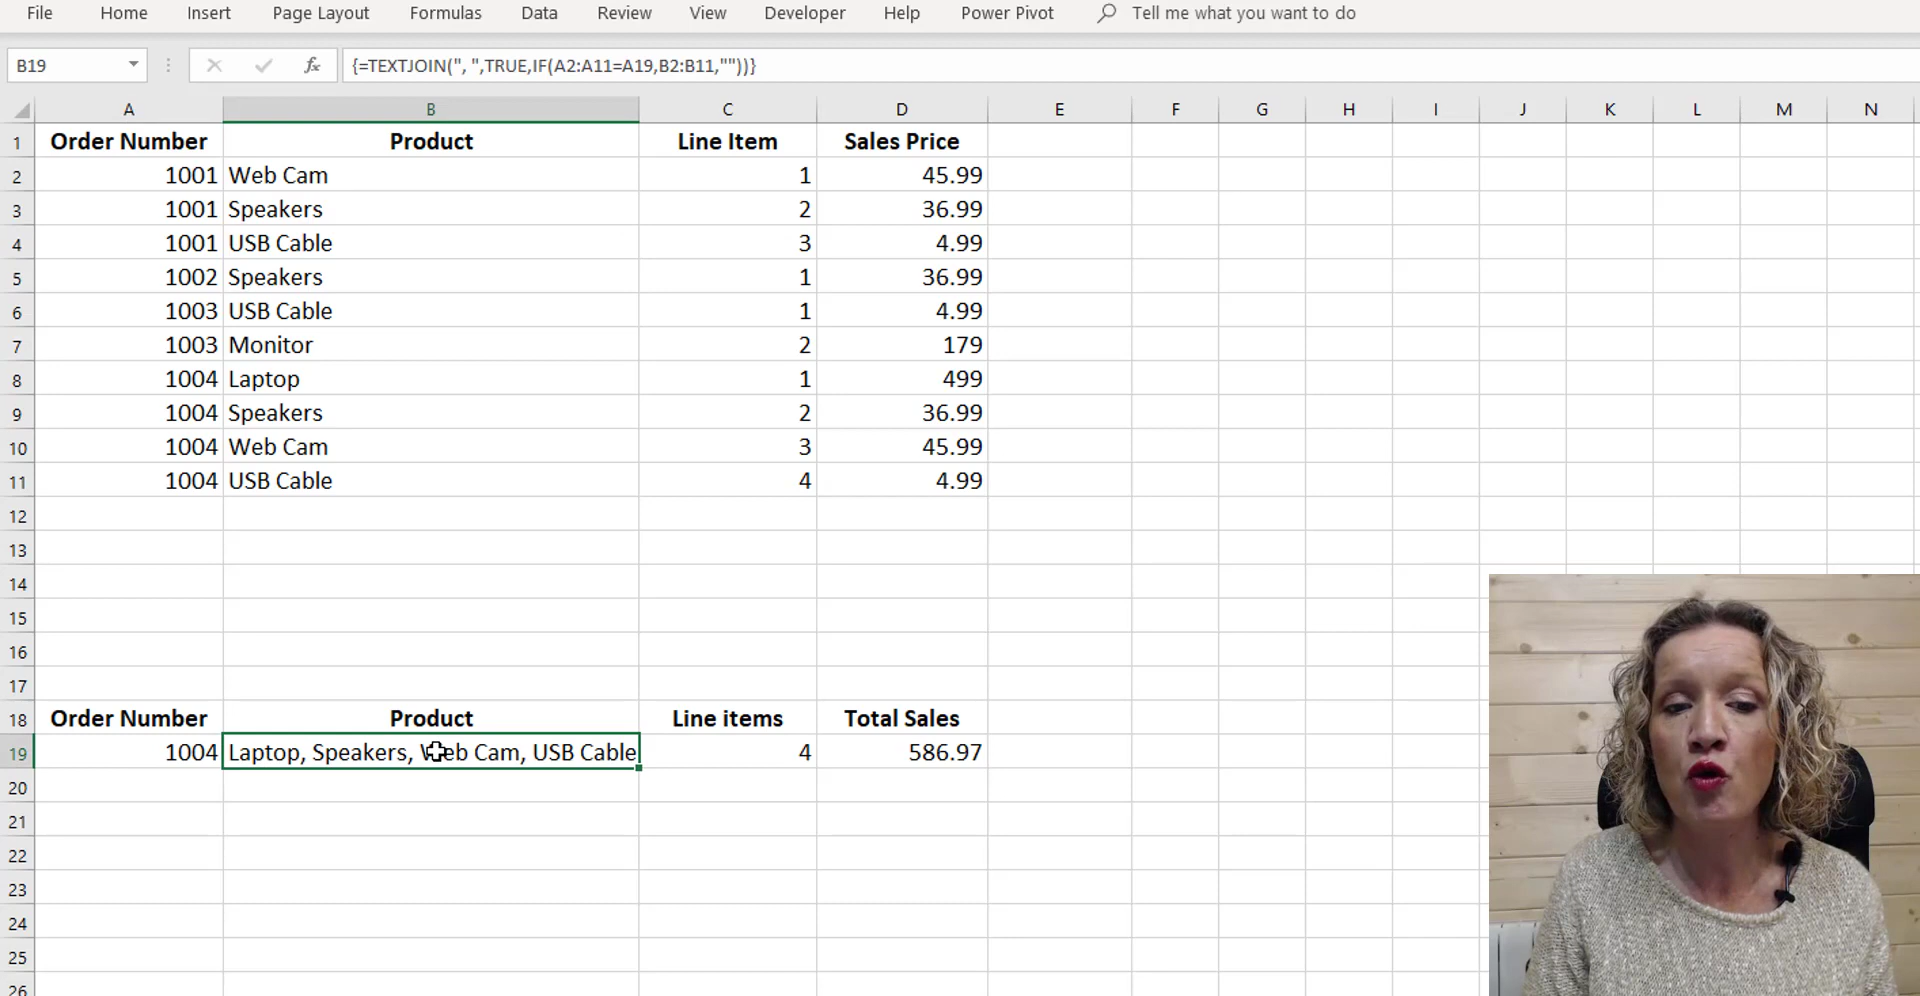 File Home Insert Page Layout Formulas Data Review View Developer Help Power Pivot Tell me what you want to do
B19 fx {=TEXTJOIN(", ",TRUE,IF(A2:A11=A19,B2:B11,""))}
A B C D E F G H I J K L M N
1 Order Number Product Line Item Sales Price
2 1001 Web Cam 1 45.99
3 1001 Speakers 2 36.99
4 1001 USB Cable 3 4.99
5 1002 Speakers 1 36.99
6 1003 USB Cable 1 4.99
7 1003 Monitor 2 179
8 1004 Laptop 1 499
9 1004 Speakers 2 36.99
10 1004 Web Cam 3 45.99
11 1004 USB Cable 4 4.99
12
13
14
15
16
17
18 Order Number Product Line items Total Sales
19 1004 Laptop, Speakers, Web Cam, USB Cable 4 586.97
20
21
22
23
24
25
26